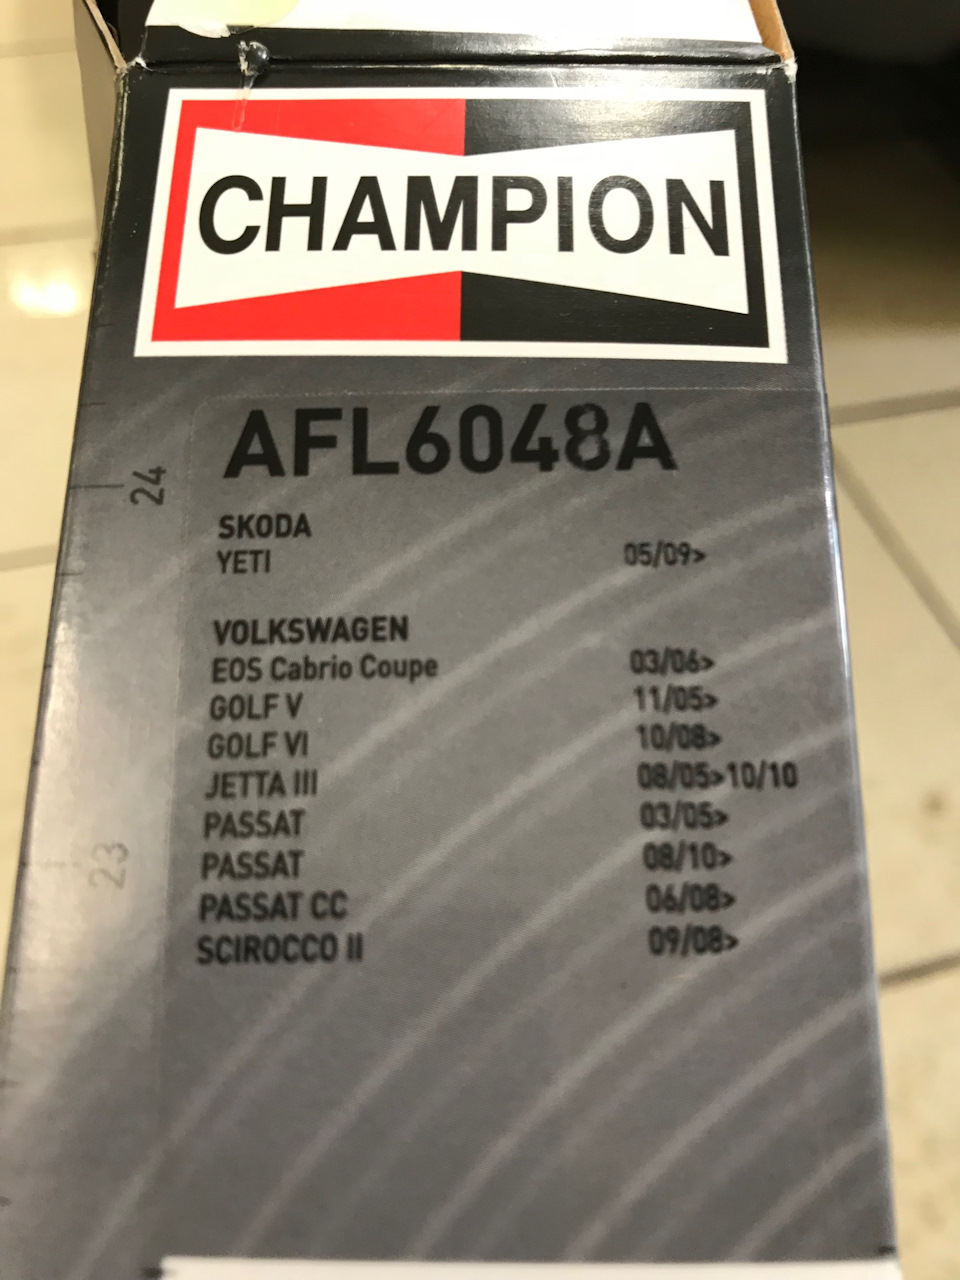 CHAMPION
AFL6048A
24
SKODA
YETI 05/09>
VOLKSWAGEN
EOS Cabrio Coupe 03/06>
GOLF V 11/05>
GOLF VI 10/08>
JETTA III 08/05>10/10
PASSAT 03/05>
23
PASSAT 08/10>
PASSAT CC 06/08>
SCIROCCO II 09/08>